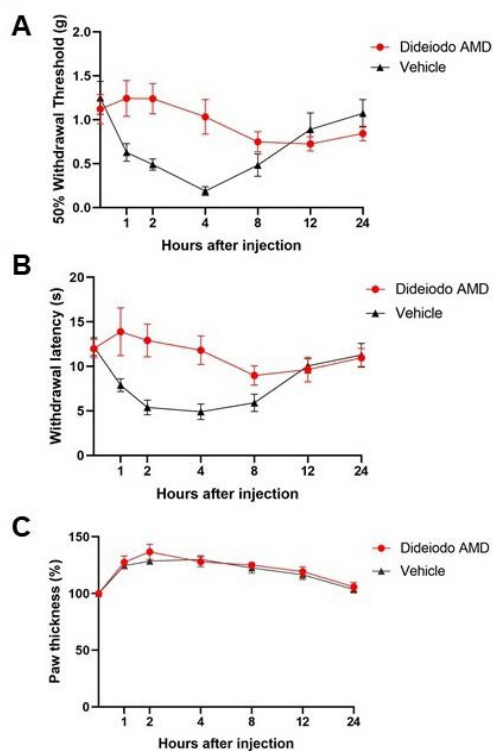 A
2.0
1.5
1.0
0.5
0.0
50% Withdrawal Threshold (g)
Dideiodo AMD
Vehicle
1 2 4 8 12 24
Hours after injection
B
20
15
10
5
0
Withdrawal latency (s)
Dideiodo AMD
Vehicle
1 2 4 8 12 24
Hours after injection
C
150
100
50
0
Paw thickness (%)
Dideiodo AMD
Vehicle
1 2 4 8 12 24
Hours after injection